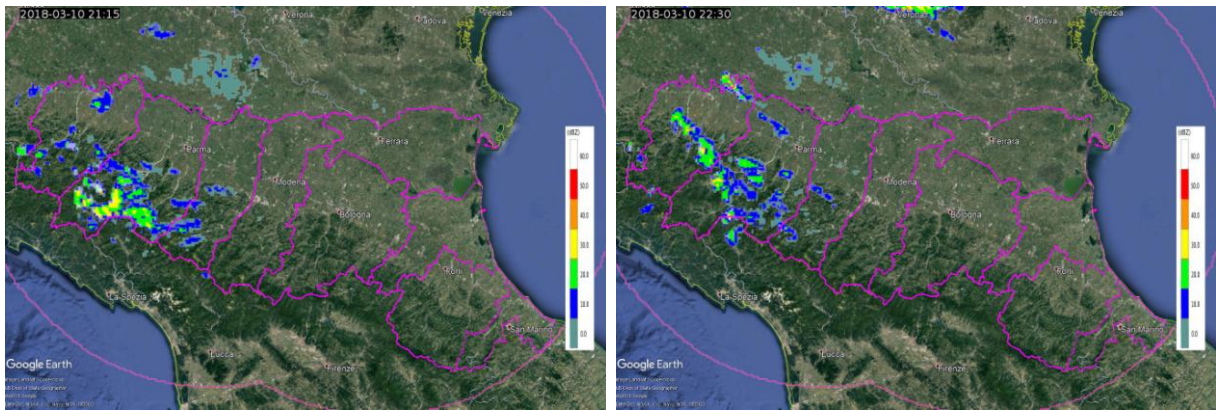 2018-03-10 21:15
Verona
Padova
Venezia
Parma
Ferrara
Modena
Bologna
Forlì
La Spezia
San Marino
Lucca
Firenze
(dBZ)
60.0
50.0
40.0
30.0
20.0
10.0
0.0
Google Earth
2018-03-10 22:30
Verona
Padova
Venezia
Parma
Ferrara
Modena
Bologna
Forlì
La Spezia
San Marino
Lucca
Firenze
(dBZ)
60.0
50.0
40.0
30.0
20.0
10.0
0.0
Google Earth